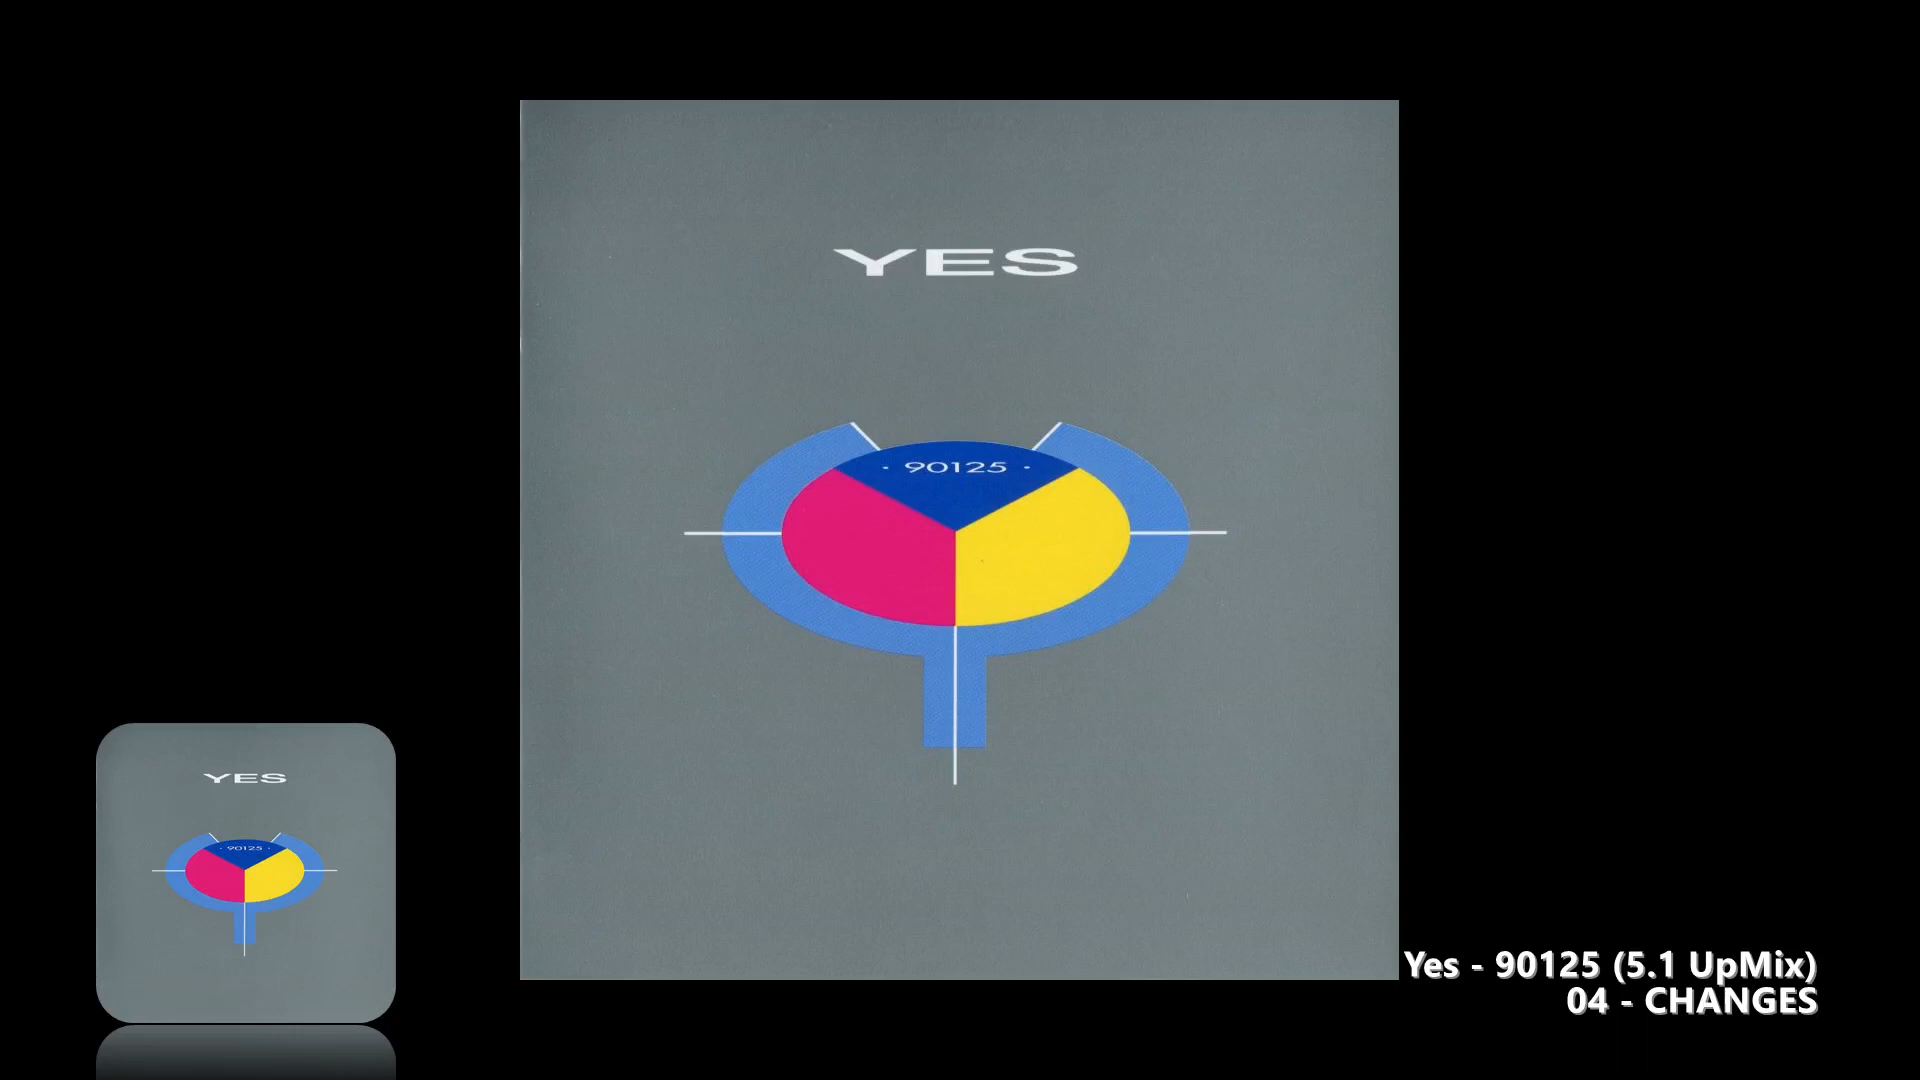 YES
· 90125 ·
YES
· 90125 ·
Yes - 90125 (5.1 UpMix)
04 - CHANGES